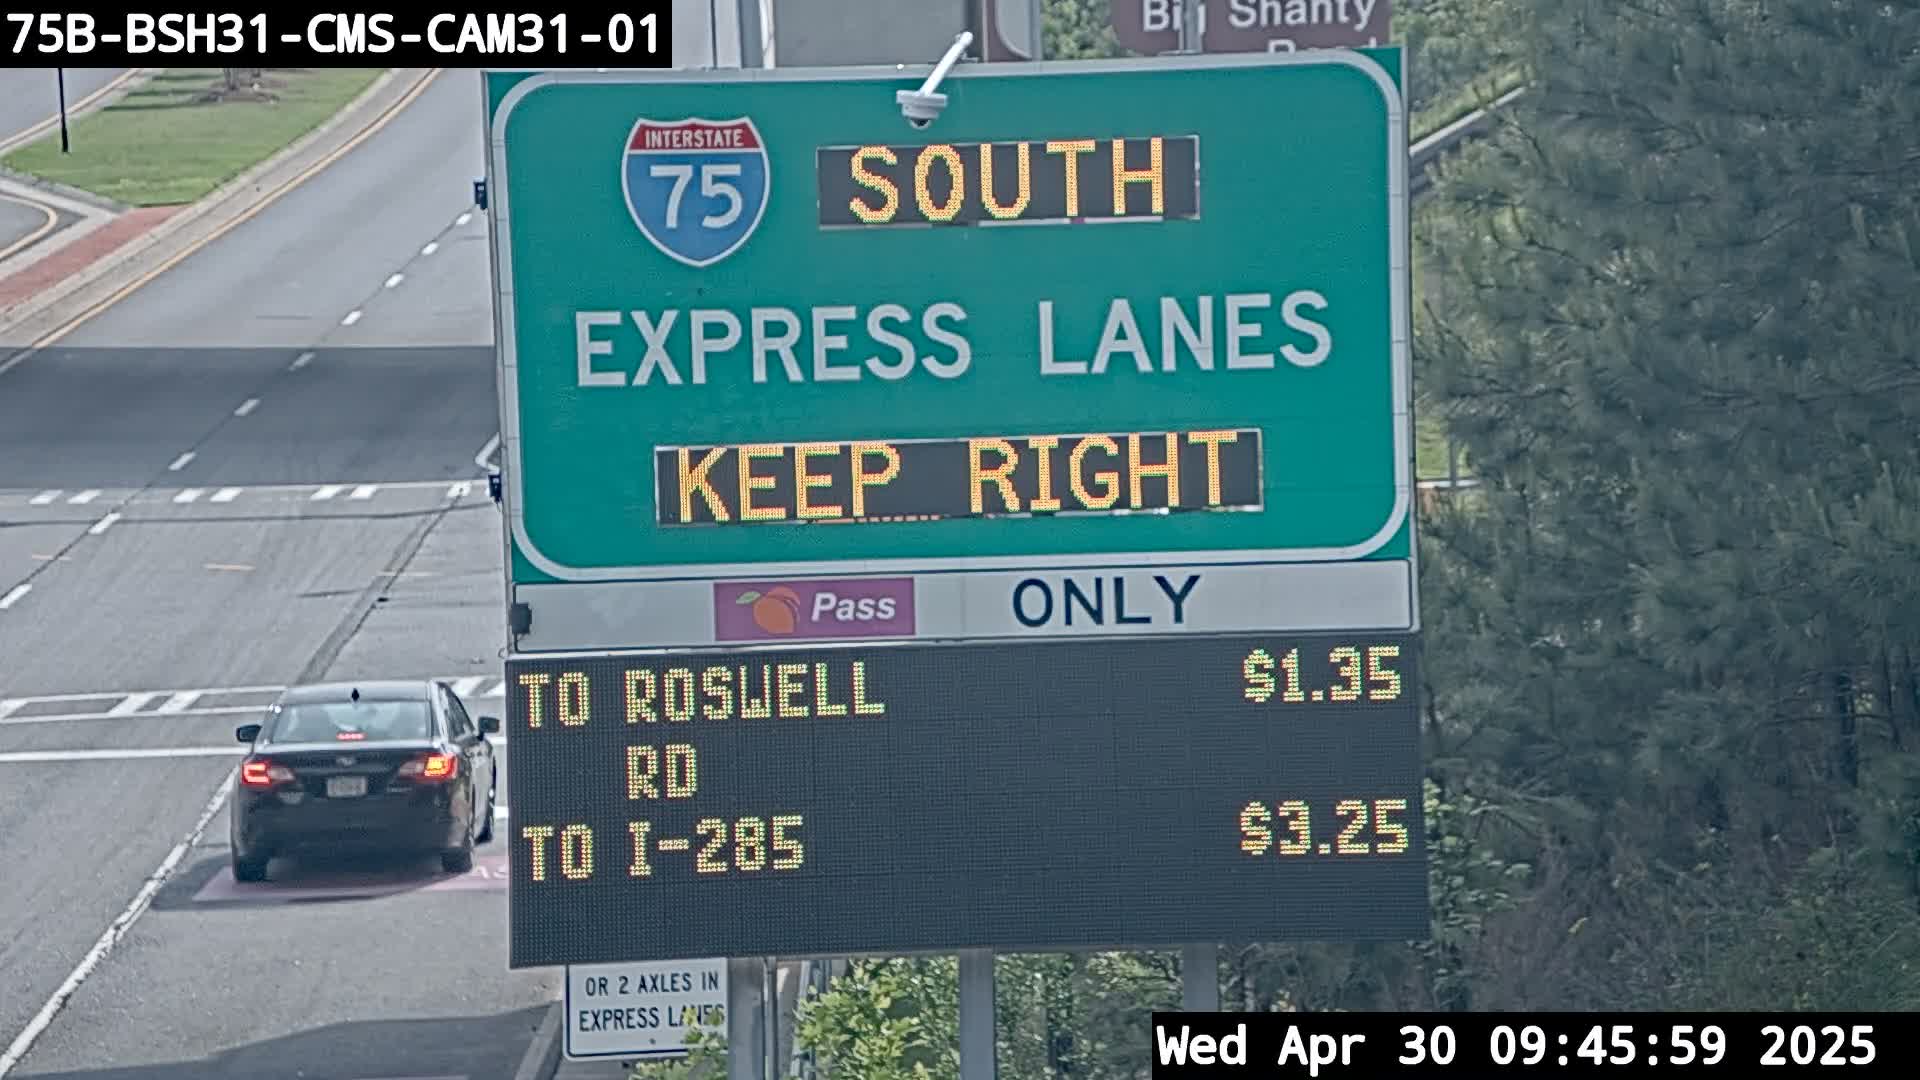 75B-BSH31-CMS-CAM31-01
Big Shanty
Road
INTERSTATE
75
SOUTH
EXPRESS LANES
KEEP RIGHT
Pass ONLY
TO ROSWELL $1.35
RD
TO I-285 $3.25
OR 2 AXLES IN
EXPRESS LANES
Wed Apr 30 09:45:59 2025